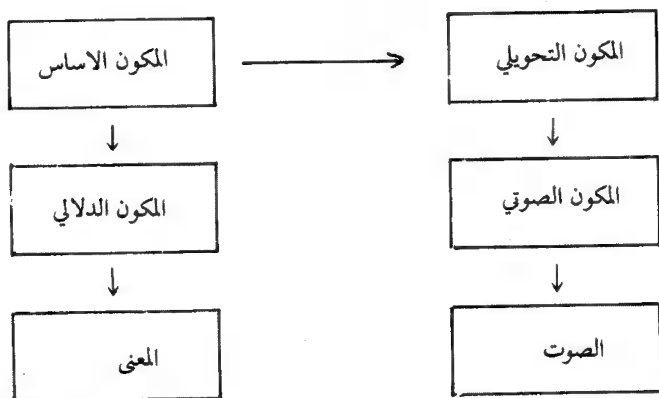 المكون الاساس
المكون التحويلي
المكون الدلالي
المكون الصوتي
المعنى
الصوت